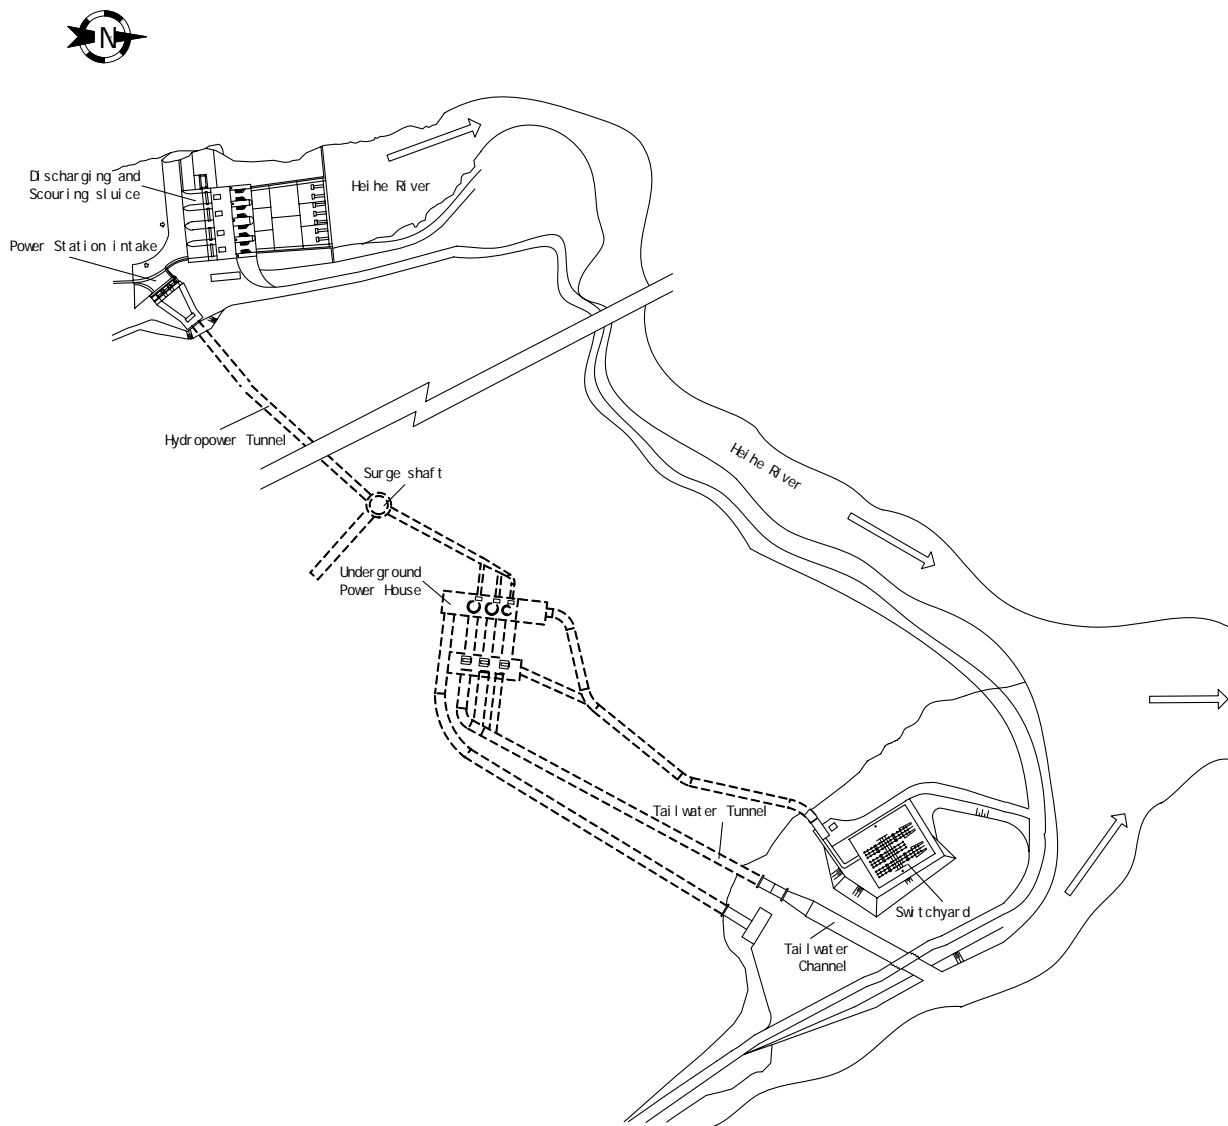 N
Discharging and
Scouring sluice
Heihe River
Power Station intake
Hydropower Tunnel
Surge shaft
Heihe River
Underground
Power House
Tailwater Tunnel
Switchyard
Tailwater
Channel